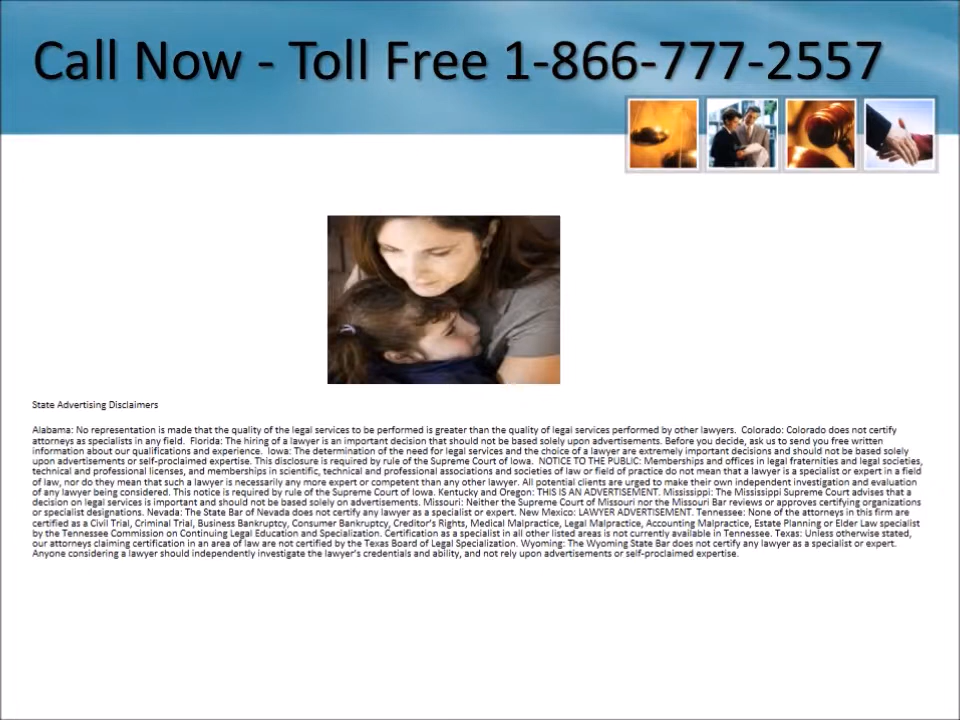 Call Now - Toll Free 1-866-777-2557
State Advertising Disclaimers
Alabama: No representation is made that the quality of the legal services to be performed is greater than the quality of legal services performed by other lawyers.  Colorado: Colorado does not certify
attorneys as specialists in any field.  Florida: The hiring of a lawyer is an important decision that should not be based solely upon advertisements. Before you decide, ask us to send you free written
information about our qualifications and experience.  Iowa: The determination of the need for legal services and the choice of a lawyer are extremely important decisions and should not be based solely
upon advertisements or self-proclaimed expertise. This disclosure is required by rule of the Supreme Court of Iowa.  NOTICE TO THE PUBLIC: Memberships and offices in legal fraternities and legal societies,
technical and professional licenses, and memberships in scientific, technical and professional associations and societies of law or field of practice do not mean that a lawyer is a specialist or expert in a field
of law, nor do they mean that such a lawyer is necessarily any more expert or competent than any other lawyer. All potential clients are urged to make their own independent investigation and evaluation
of any lawyer being considered. This notice is required by rule of the Supreme Court of Iowa. Kentucky and Oregon: THIS IS AN ADVERTISEMENT. Mississippi: The Mississippi Supreme Court advises that a
decision on legal services is important and should not be based solely on advertisements. Missouri: Neither the Supreme Court of Missouri nor the Missouri Bar reviews or approves certifying organizations
or specialist designations. Nevada: The State Bar of Nevada does not certify any lawyer as a specialist or expert. New Mexico: LAWYER ADVERTISEMENT. Tennessee: None of the attorneys in this firm are
certified as a Civil Trial, Criminal Trial, Business Bankruptcy, Consumer Bankruptcy, Creditor's Rights, Medical Malpractice, Legal Malpractice, Accounting Malpractice, Estate Planning or Elder Law specialist
by the Tennessee Commission on Continuing Legal Education and Specialization. Certification as a specialist in all other listed areas is not currently available in Tennessee. Texas: Unless otherwise stated,
our attorneys claiming certification in an area of law are not certified by the Texas Board of Legal Specialization. Wyoming: The Wyoming State Bar does not certify any lawyer as a specialist or expert.
Anyone considering a lawyer should independently investigate the lawyer's credentials and ability, and not rely upon advertisements or self-proclaimed expertise.